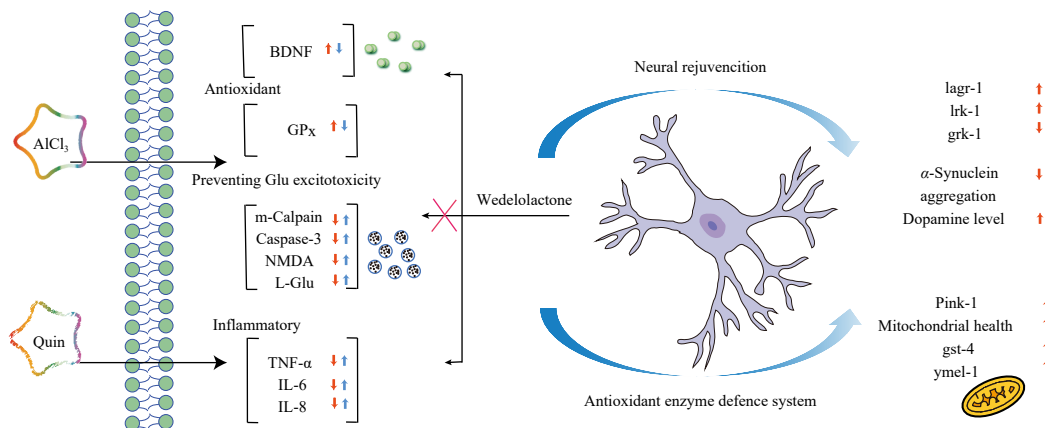 BDNF ↑ ↓
Antioxidant
GPx ↑ ↓
AlCl₃
Preventing Glu excitotoxicity
m-Calpain ↓ ↑
Caspase-3 ↓ ↑
NMDA ↓ ↑
L-Glu ↓ ↑
Quin
Inflammatory
TNF-α ↓ ↑
IL-6 ↓ ↑
IL-8 ↓ ↑
Wedelolactone
Neural rejuvencition
Antioxidant enzyme defence system
lagr-1 ↑
lrk-1 ↑
grk-1 ↓
α-Synuclein ↓
aggregation
Dopamine level ↑
Pink-1
Mitochondrial health
gst-4
ymel-1